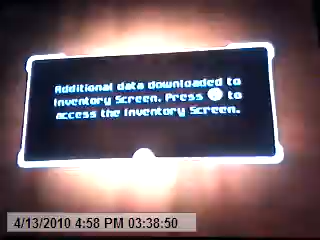 Additional data downloaded to
Inventory Screen. Press to
access the Inventory Screen.
4/13/2010 4:58 PM 03:38:50